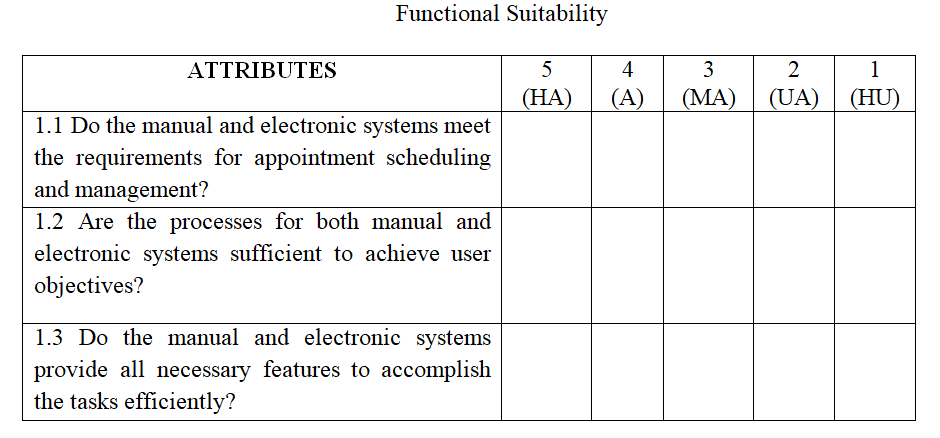 Functional Suitability
ATTRIBUTES 5 4 3 2 1
(HA) (A) (MA) (UA) (HU)
1.1 Do the manual and electronic systems meet
the requirements for appointment scheduling
and management?
1.2 Are the processes for both manual and
electronic systems sufficient to achieve user
objectives?
1.3 Do the manual and electronic systems
provide all necessary features to accomplish
the tasks efficiently?